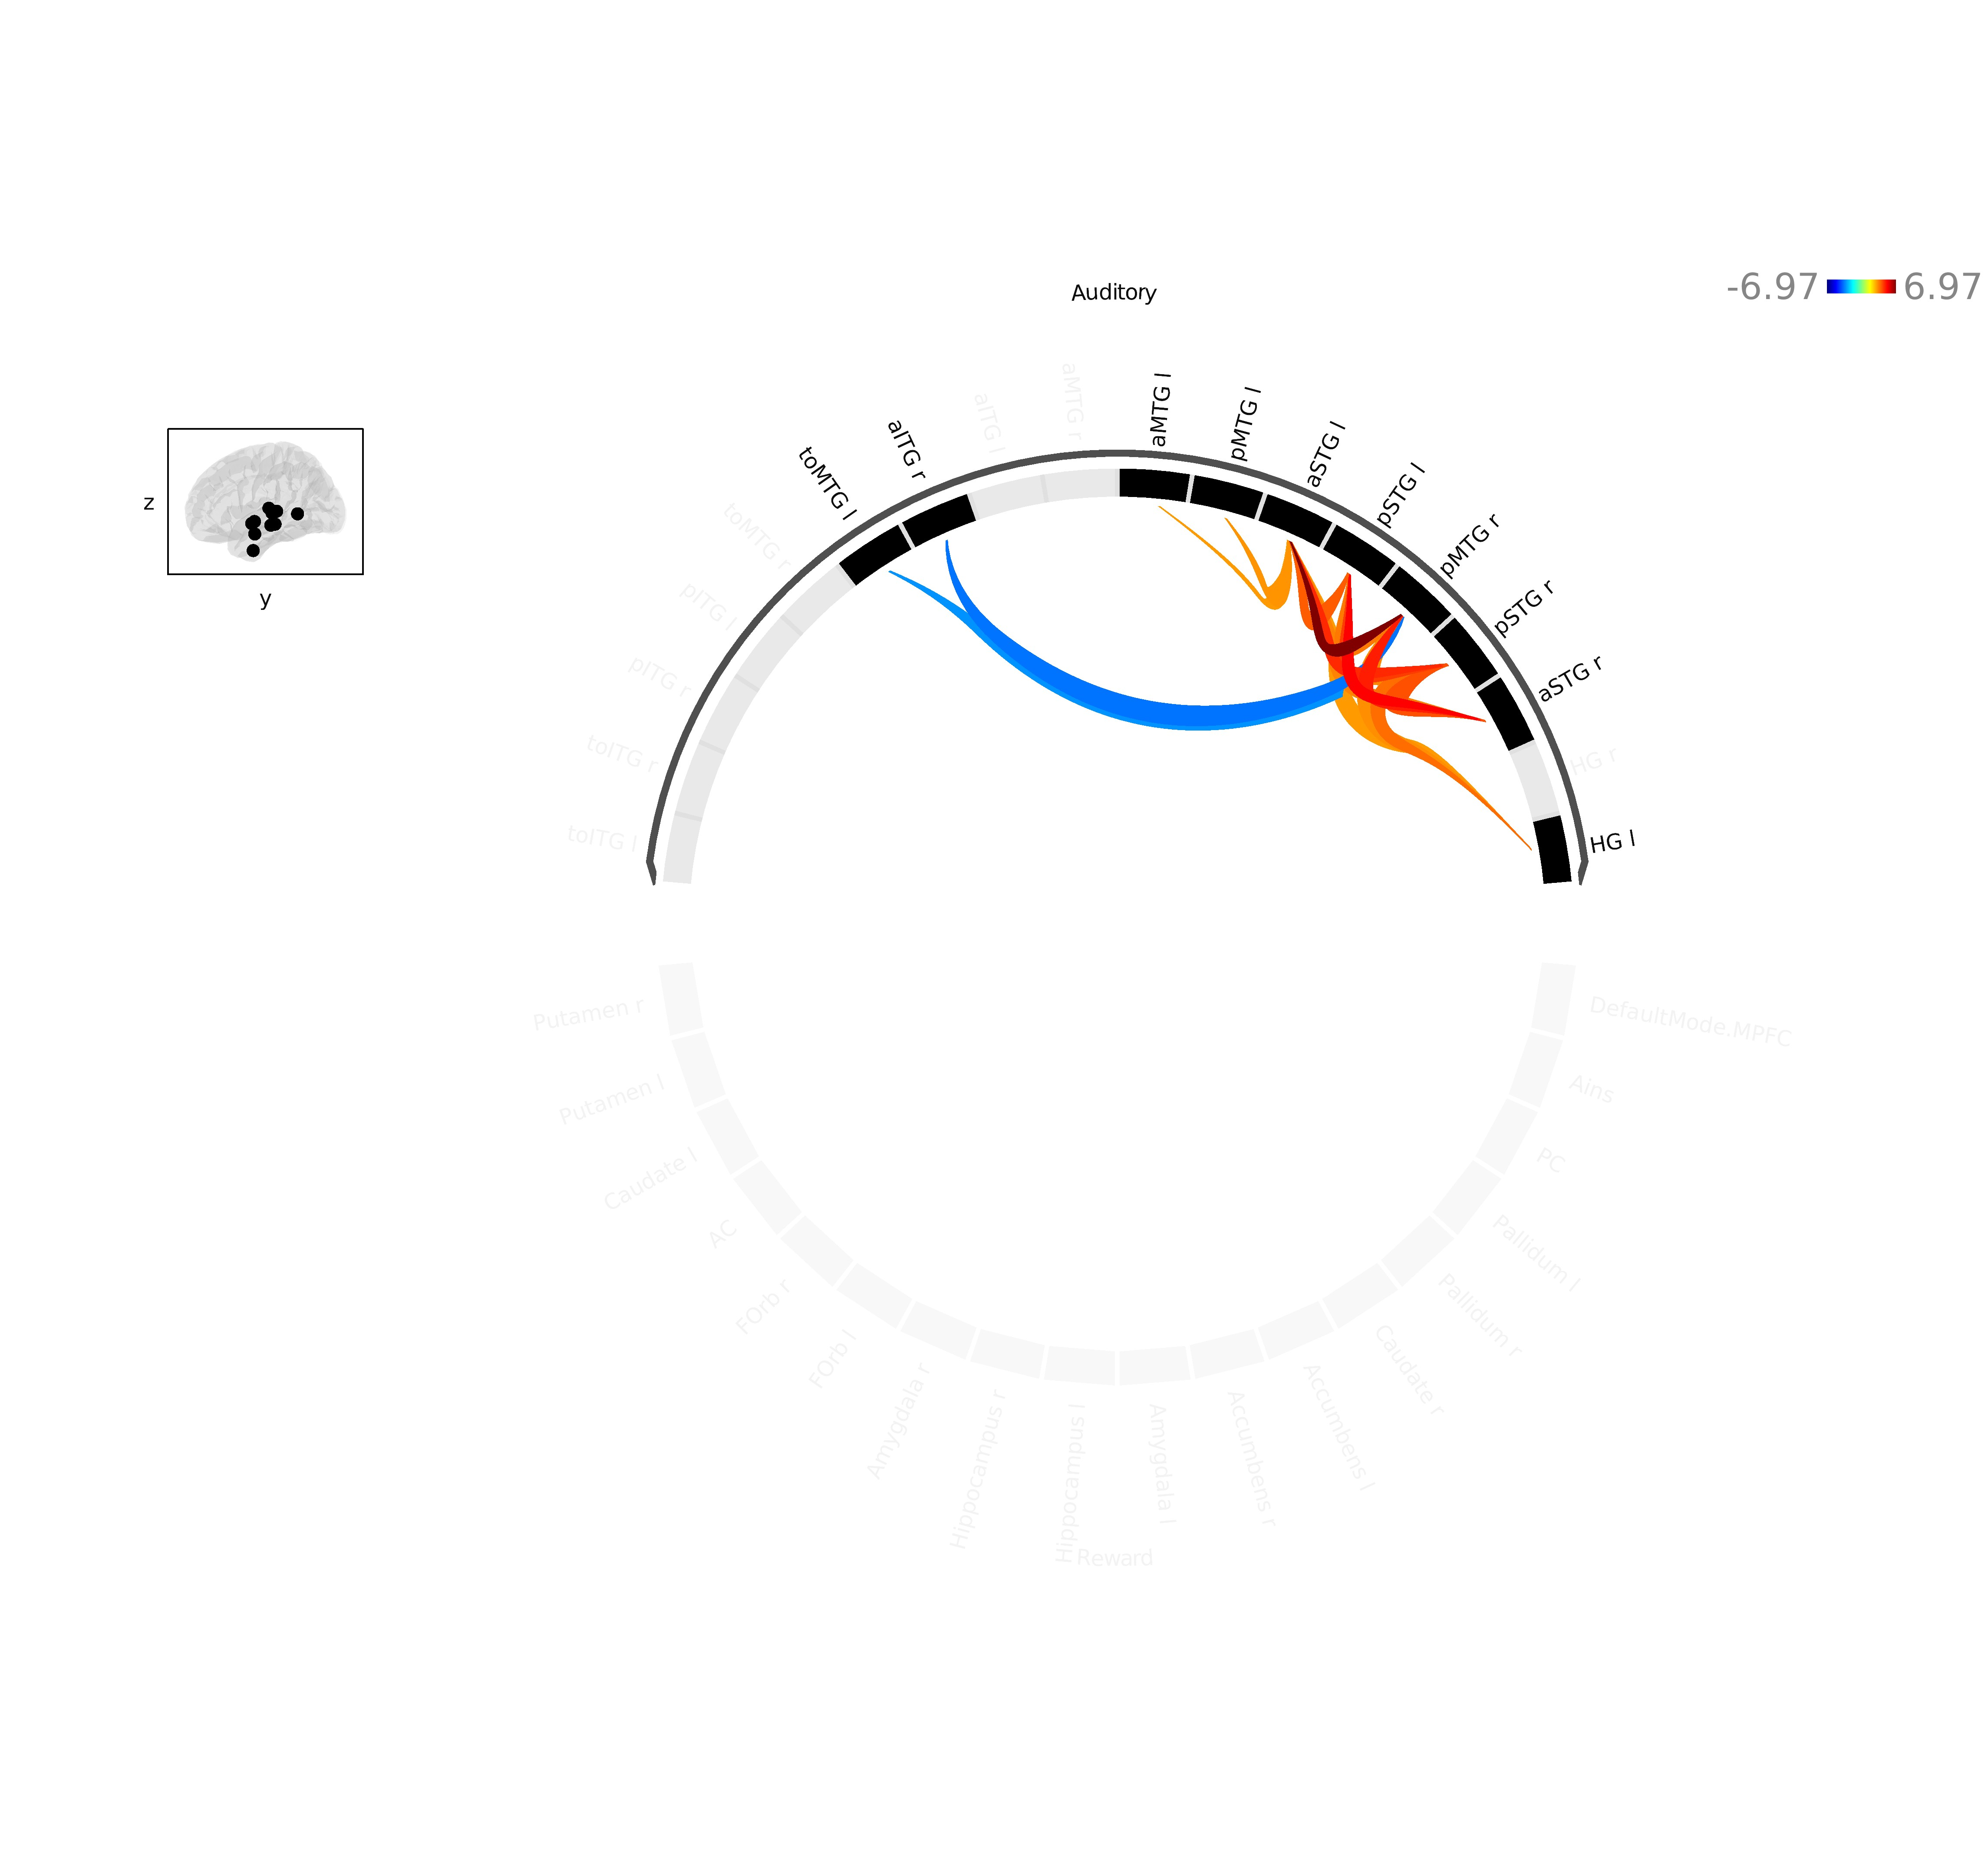 -6.97 6.97
Auditory
z
y
toITG l
toITG r
pITG r
pITG l
toMTG r
toMTG l
aITG r
aITG l
aMTG r
aMTG l
pMTG l
aSTG l
pSTG l
pMTG r
pSTG r
aSTG r
HG r
HG l
DefaultMode.MPFC
Ains
PC
Pallidum l
Pallidum r
Caudate r
Accumbens l
Accumbens r
Amygdala l
Hippocampus l
Hippocampus r
Amygdala r
FOrb l
FOrb r
AC
Caudate l
Putamen l
Putamen r
Reward